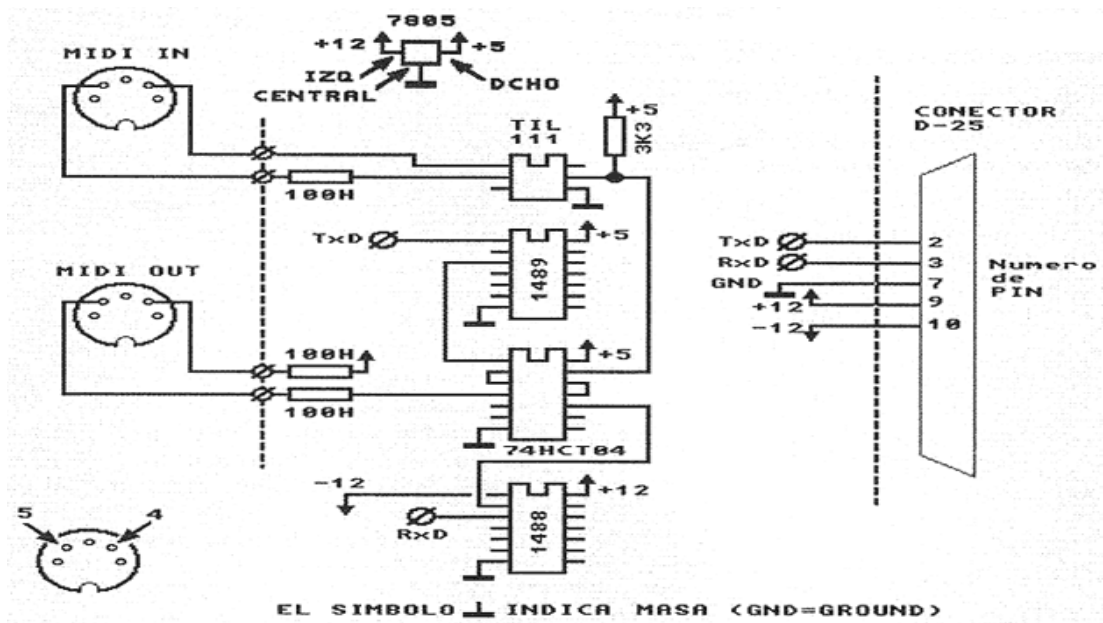 7805
MIDI IN
+12
+5
IZQ
DCHO
CENTRAL
+5
3K3
TIL
111
CONECTOR
D-25
100H
TxD
+5
1489
TxD
2
RxD
3
GND
7
+12
9
-12
10
Numero
de
PIN
MIDI OUT
100H
+5
100H
74HCT04
-12
+12
RxD
1488
5
4
EL SIMBOLO INDICA MASA (GND=GROUND)